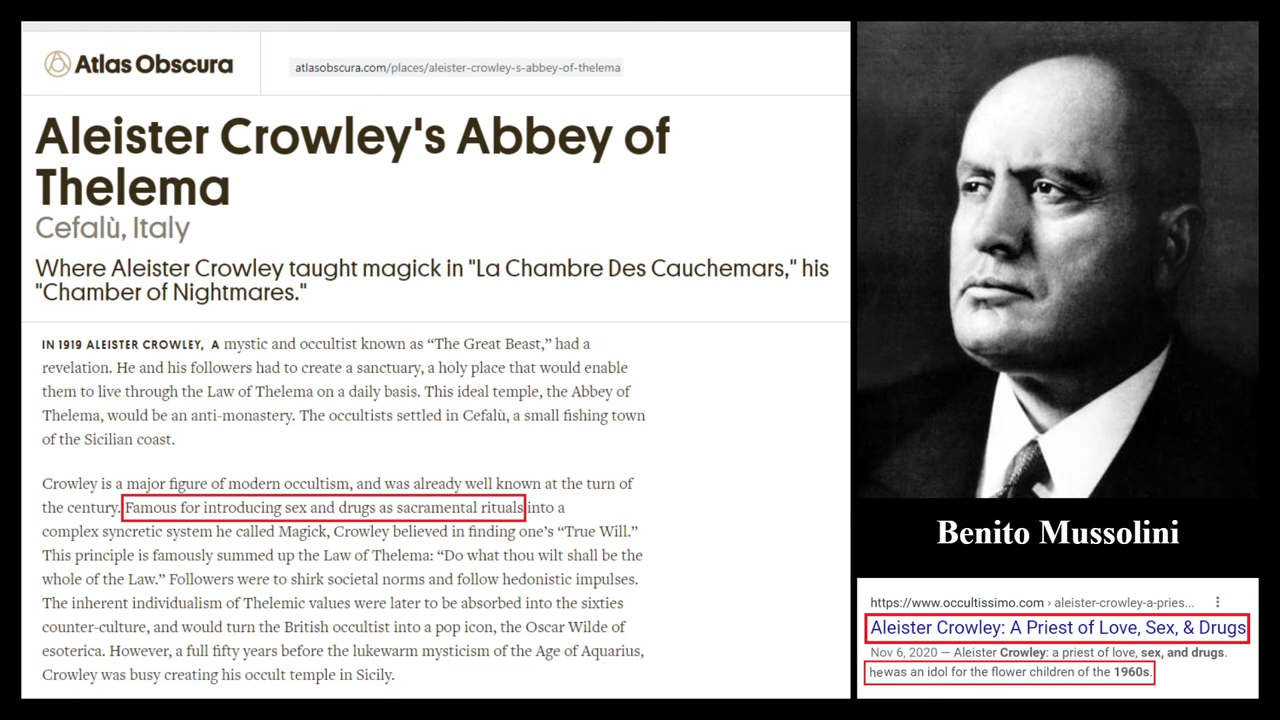 Atlas Obscura
atlasobscura.com/places/aleister-crowley-s-abbey-of-thelema
Aleister Crowley's Abbey of
Thelema
Cefalù, Italy
Where Aleister Crowley taught magick in "La Chambre Des Cauchemars," his
"Chamber of Nightmares."
IN 1919 ALEISTER CROWLEY, A mystic and occultist known as “The Great Beast,” had a
revelation. He and his followers had to create a sanctuary, a holy place that would enable
them to live through the Law of Thelema on a daily basis. This ideal temple, the Abbey of
Thelema, would be an anti-monastery. The occultists settled in Cefalù, a small fishing town
of the Sicilian coast.
Crowley is a major figure of modern occultism, and was already well known at the turn of
the century. Famous for introducing sex and drugs as sacramental rituals into a
complex syncretic system he called Magick, Crowley believed in finding one’s “True Will.”
This principle is famously summed up the Law of Thelema: “Do what thou wilt shall be the
whole of the Law.” Followers were to shirk societal norms and follow hedonistic impulses.
The inherent individualism of Thelemic values were later to be absorbed into the sixties
counter-culture, and would turn the British occultist into a pop icon, the Oscar Wilde of
esoterica. However, a full fifty years before the lukewarm mysticism of the Age of Aquarius,
Crowley was busy creating his occult temple in Sicily.
Benito Mussolini
https://www.occultissimo.com › aleister-crowley-a-pries...
Aleister Crowley: A Priest of Love, Sex, & Drugs
Nov 6, 2020 — Aleister Crowley: a priest of love, sex, and drugs.
he was an idol for the flower children of the 1960s.